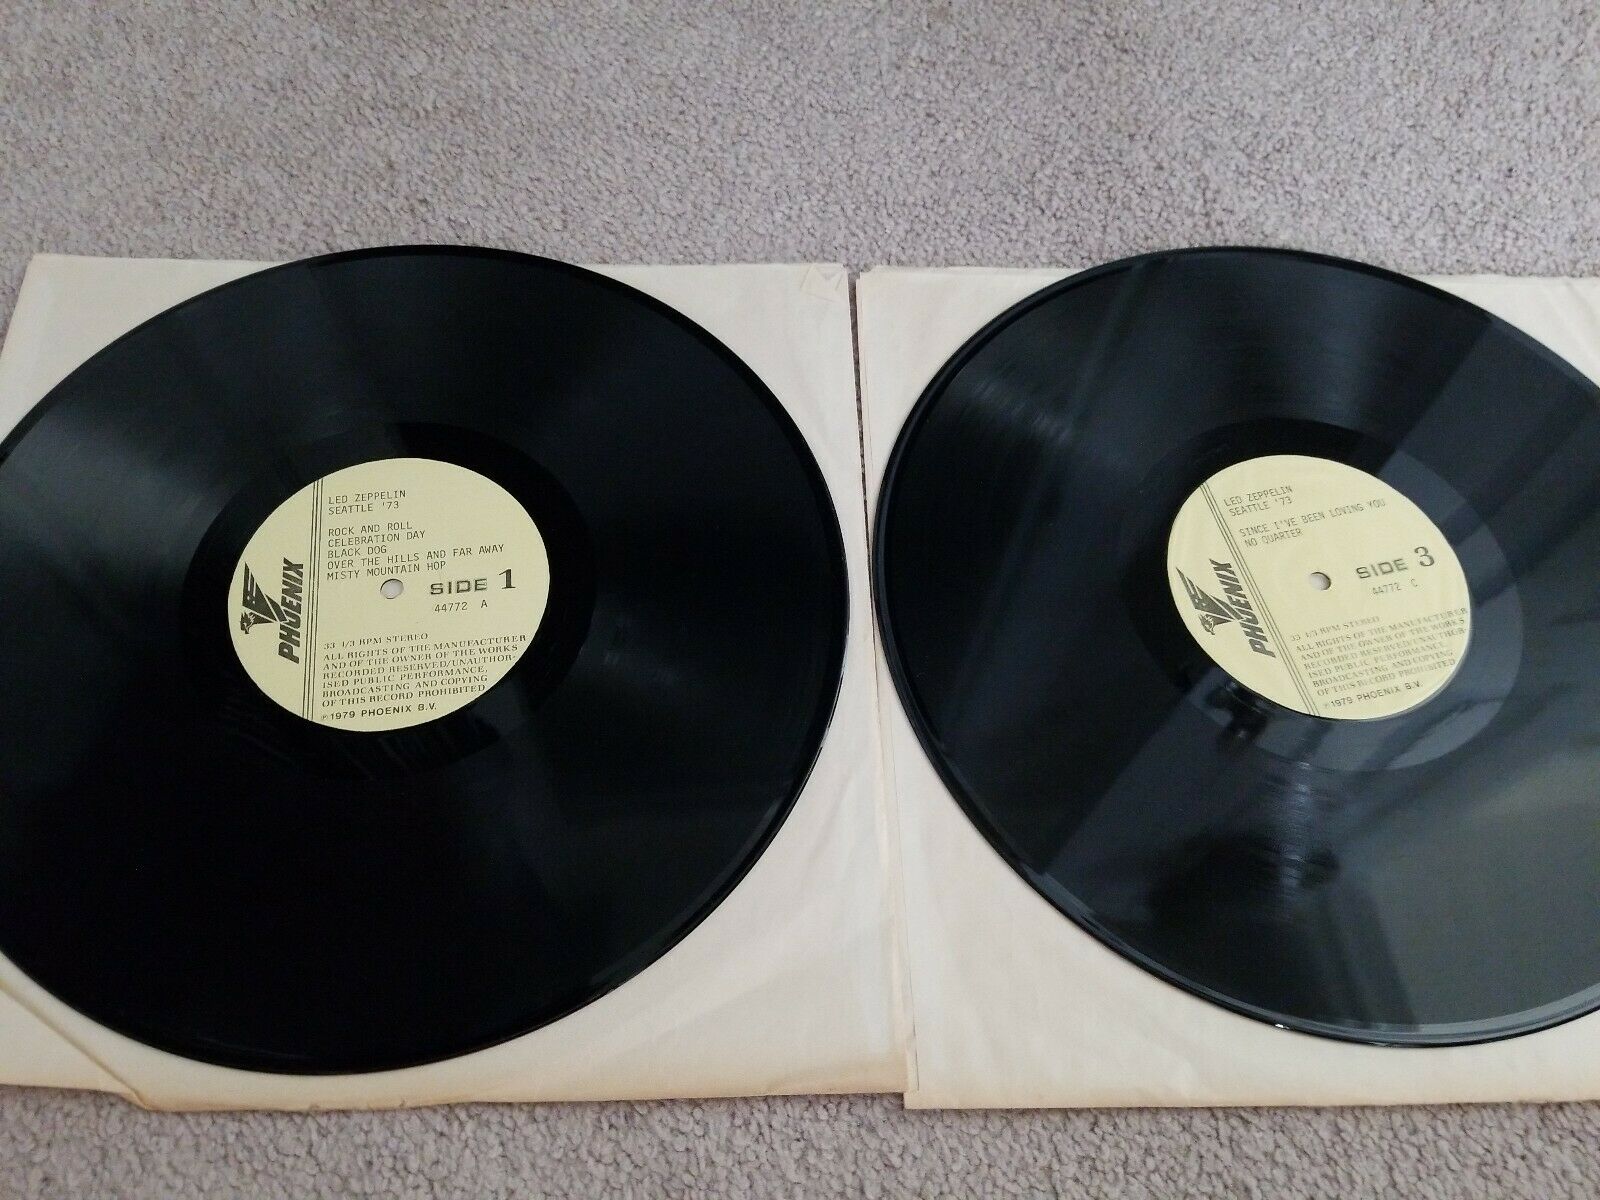 LED ZEPPELIN
SEATTLE '73
ROCK AND ROLL
CELEBRATION DAY
BLACK DOG
OVER THE HILLS AND FAR AWAY
MISTY MOUNTAIN HOP
SIDE 1
44772 A
PHOENIX
33 1/3 RPM STEREO
ALL RIGHTS OF THE MANUFACTURER
AND OF THE OWNER OF THE WORKS
RECORDED RESERVED/UNAUTHOR-
ISED PUBLIC PERFORMANCE,
BROADCASTING AND COPYING
OF THIS RECORD PROHIBITED
℗1979 PHOENIX B.V.
LED ZEPPELIN
SEATTLE '73
SINCE I''VE BEEN LOVING YOU
NO QUARTER
SIDE 3
44772 C
PHOENIX
33 1/3 RPM STEREO
ALL RIGHTS OF THE MANUFACTURER
AND OF THE OWNER OF THE WORKS
RECORDED RESERVED/UNAUTHOR-
ISED PUBLIC PERFORMANCE,
BROADCASTING AND COPYING
OF THIS RECORD PROHIBITED
℗1979 PHOENIX B.V.